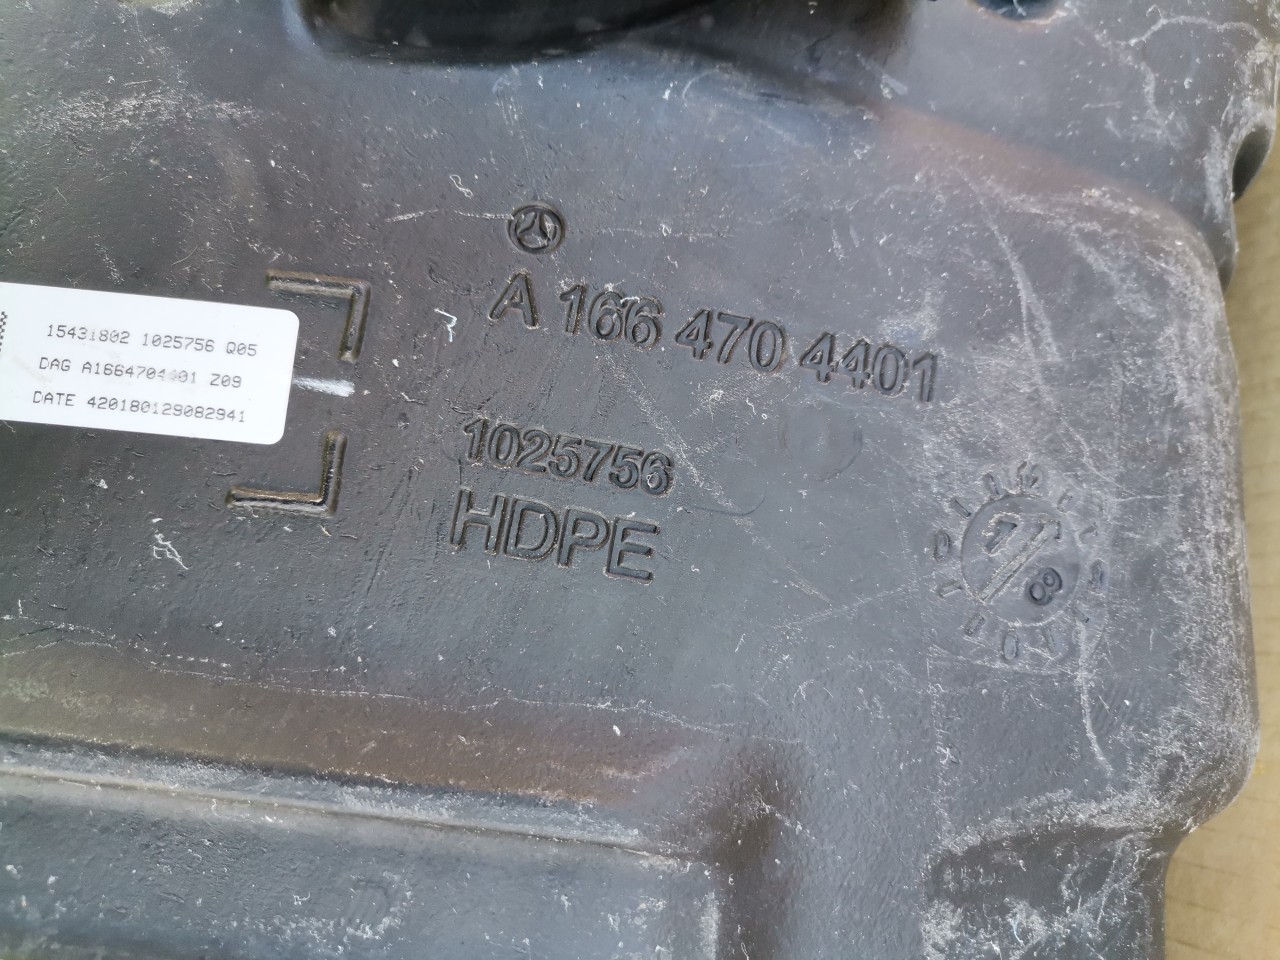 15431802 1025756 Q05
DAG A1664704401 Z09
DATE 420180129082941
A 166 470 4401
1025756
HDPE